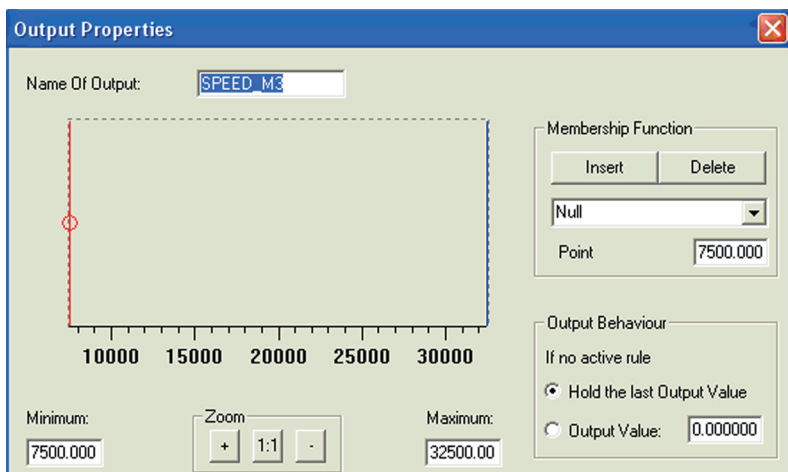 Output Properties
Name Of Output: SPEED_M3
Membership Function
Insert Delete
Null
Point 7500.000
10000 15000 20000 25000 30000
Output Behaviour
If no active rule
Hold the last Output Value
Output Value: 0.000000
Minimum: Zoom Maximum:
7500.000 + 1:1 - 32500.00